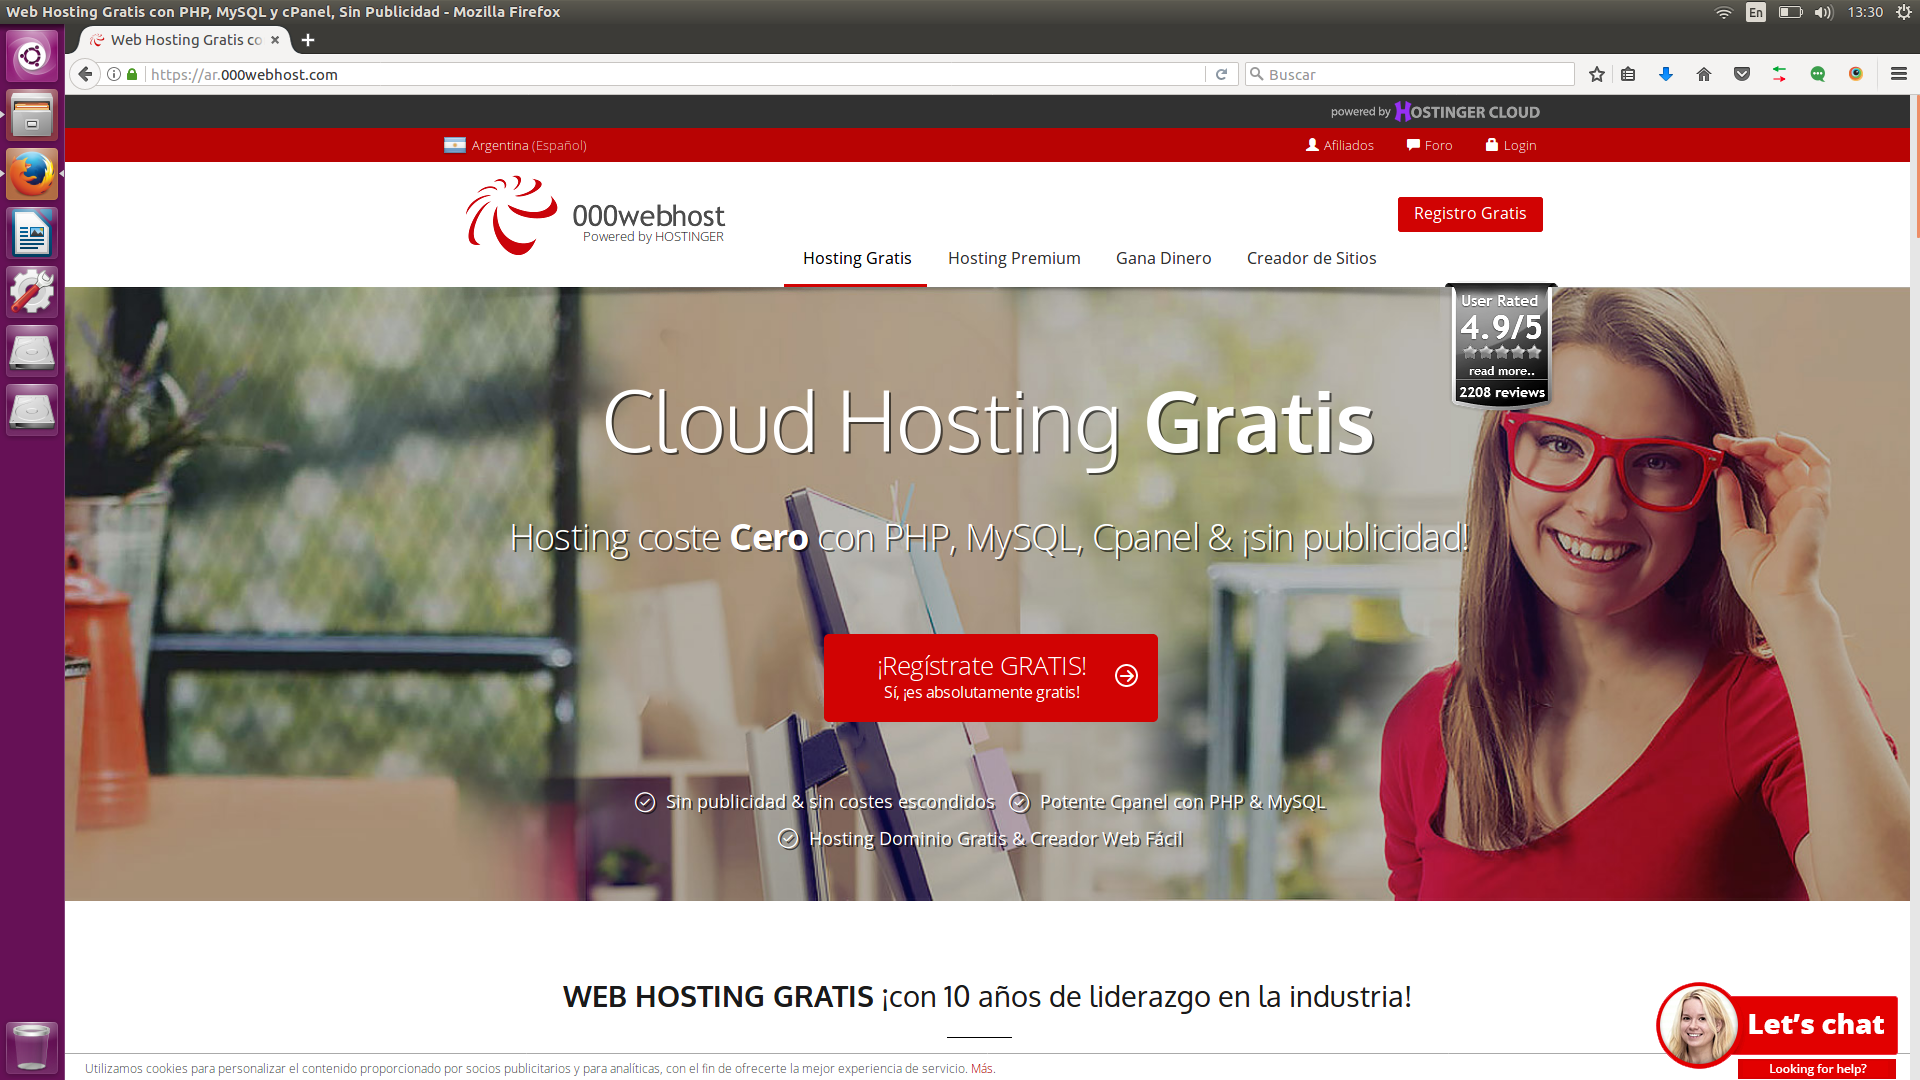 Web Hosting Gratis con PHP, MySQL y cPanel, Sin Publicidad - Mozilla Firefox
En
13:30
Web Hosting Gratis co
https://ar.000webhost.com
Buscar
powered by HOSTINGER CLOUD
Argentina (Español)
Afiliados
Foro
Login
000webhost
Powered by HOSTINGER
Registro Gratis
Hosting Gratis
Hosting Premium
Gana Dinero
Creador de Sitios
User Rated
4.9/5
read more..
2208 reviews
Cloud Hosting Gratis
Hosting coste Cero con PHP, MySQL, Cpanel & ¡sin publicidad!
¡Regístrate GRATIS!
Sí, ¡es absolutamente gratis!
Sin publicidad & sin costes escondidos
Potente Cpanel con PHP & MySQL
Hosting Dominio Gratis & Creador Web Fácil
WEB HOSTING GRATIS ¡con 10 años de liderazgo en la industria!
Let's chat
Looking for help?
Utilizamos cookies para personalizar el contenido proporcionado por socios publicitarios y para analíticas, con el fin de ofrecerte la mejor experiencia de servicio. Más.